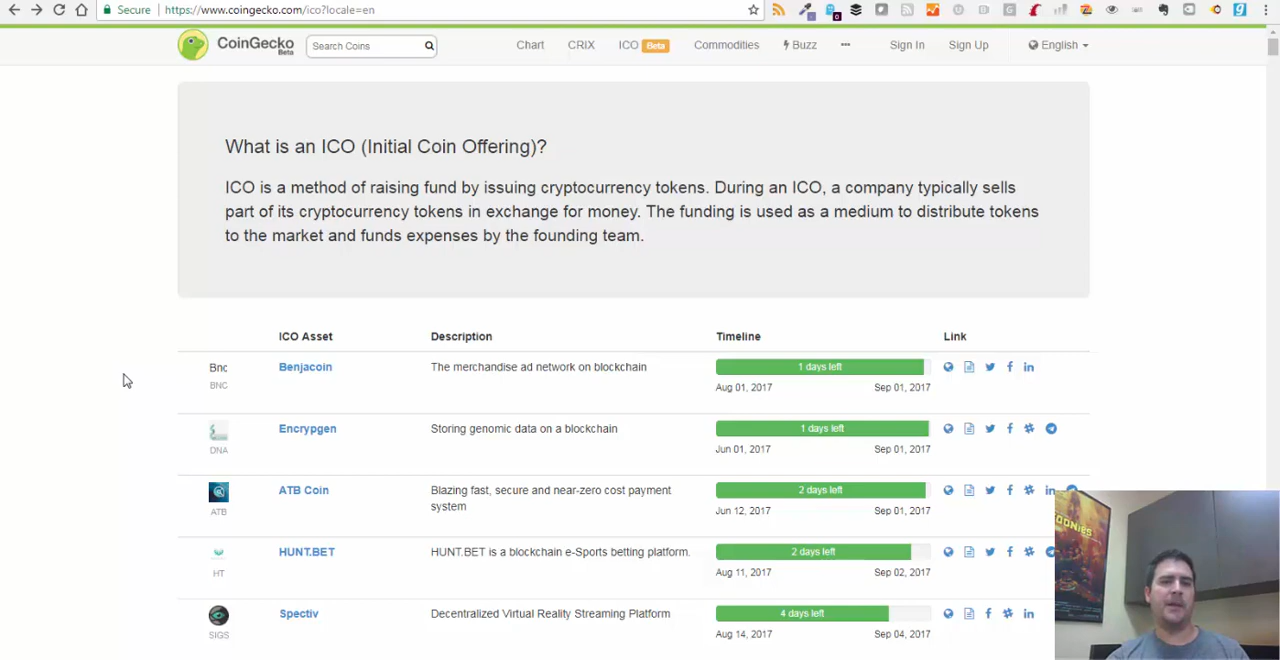 Secure https://www.coingecko.com/ico?locale=en
CoinGecko
Beta
Search Coins
Chart CRIX ICO Beta Commodities Buzz Sign In Sign Up English
What is an ICO (Initial Coin Offering)?
ICO is a method of raising fund by issuing cryptocurrency tokens. During an ICO, a company typically sells
part of its cryptocurrency tokens in exchange for money. The funding is used as a medium to distribute tokens
to the market and funds expenses by the founding team.
ICO Asset Description Timeline Link
Bnc Benjacoin The merchandise ad network on blockchain 1 days left
BNC Aug 01, 2017 Sep 01, 2017
Encrypgen Storing genomic data on a blockchain 1 days left
DNA Jun 01, 2017 Sep 01, 2017
ATB Coin Blazing fast, secure and near-zero cost payment 2 days left
system
ATB Jun 12, 2017 Sep 01, 2017
HUNT.BET HUNT.BET is a blockchain e-Sports betting platform. 2 days left
HT Aug 11, 2017 Sep 02, 2017
Spectiv Decentralized Virtual Reality Streaming Platform 4 days left
SIGS Aug 14, 2017 Sep 04, 2017